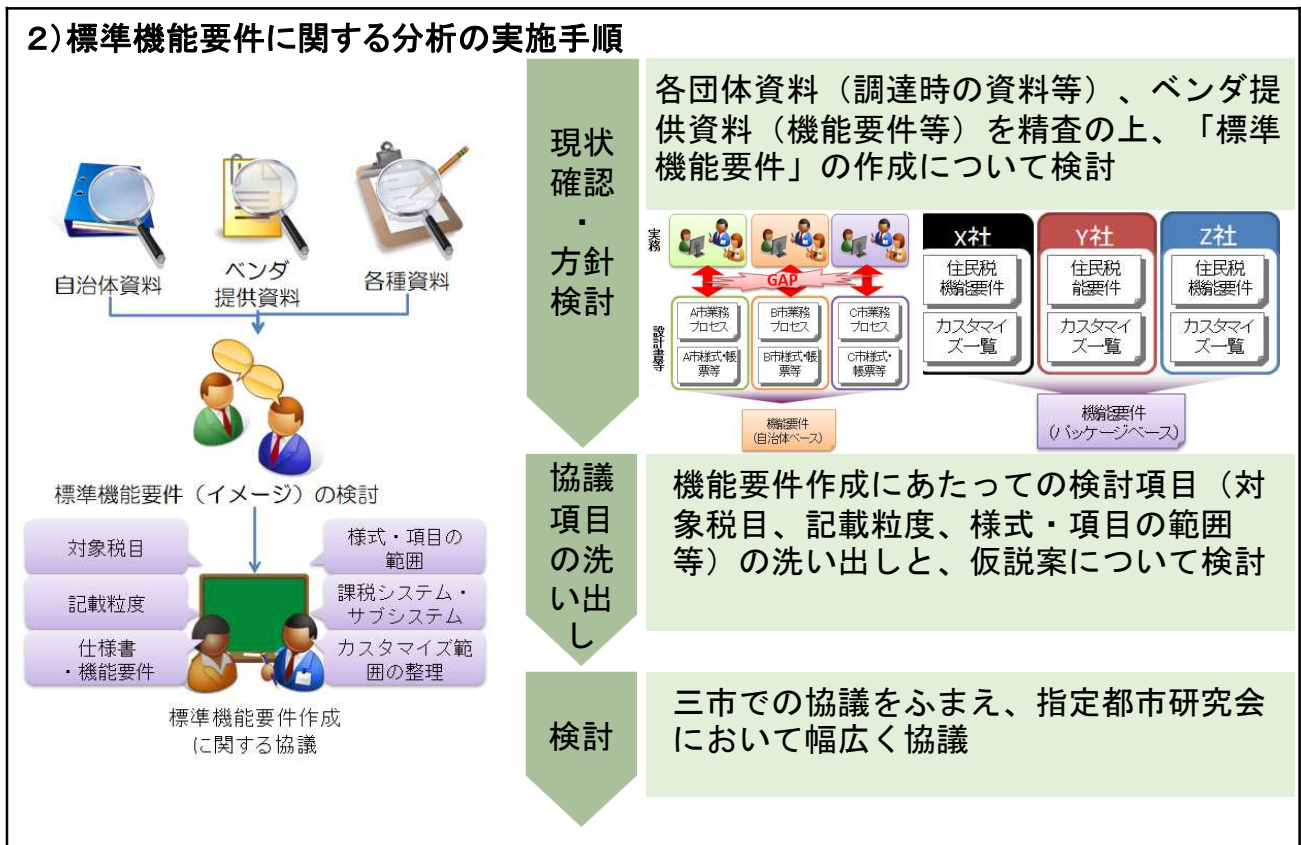 2)標準機能要件に関する分析の実施手順
自治体資料
ベンダ
提供資料
各種資料
標準機能要件（イメージ）の検討
対象税目
記載粒度
仕様書
・機能要件
様式・項目の
範囲
課税システム・
サブシステム
カスタマイズ範
囲の整理
標準機能要件作成
に関する協議
現状
確認
・
方針
検討
各団体資料（調達時の資料等）、ベンダ提
供資料（機能要件等）を精査の上、「標準
機能要件」の作成について検討
実務
GAP
設計書等
A市業務
プロセス
A市様式・帳
票等
B市業務
プロセス
B市様式・帳
票等
C市業務
プロセス
C市様式・
帳票等
機能要件
(自治体ベース)
X社
住民税
機能要件
カスタマイ
ズ一覧
Y社
住民税
能要件
カスタマイ
ズ一覧
Z社
住民税
機能要件
カスタマイ
ズ一覧
機能要件
(パッケージベース)
協議
項目
の洗
い出
し
機能要件作成にあたっての検討項目（対
象税目、記載粒度、様式・項目の範囲
等）の洗い出しと、仮説案について検討
検討
三市での協議をふまえ、指定都市研究会
において幅広く協議